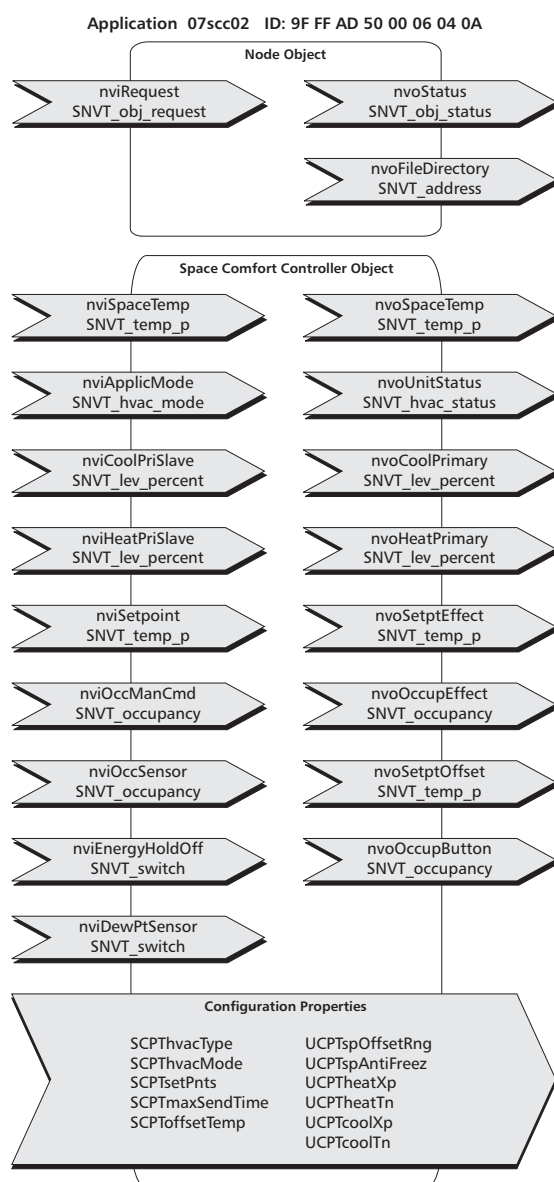 Application 07scc02 ID: 9F FF AD 50 00 06 04 0A
Node Object
nviRequest
SNVT_obj_request
nvoStatus
SNVT_obj_status
nvoFileDirectory
SNVT_address
Space Comfort Controller Object
nviSpaceTemp
SNVT_temp_p
nvoSpaceTemp
SNVT_temp_p
nviApplicMode
SNVT_hvac_mode
nvoUnitStatus
SNVT_hvac_status
nviCoolPriSlave
SNVT_lev_percent
nvoCoolPrimary
SNVT_lev_percent
nviHeatPriSlave
SNVT_lev_percent
nvoHeatPrimary
SNVT_lev_percent
nviSetpoint
SNVT_temp_p
nvoSetptEffect
SNVT_temp_p
nviOccManCmd
SNVT_occupancy
nvoOccupEffect
SNVT_occupancy
nviOccSensor
SNVT_occupancy
nvoSetptOffset
SNVT_temp_p
nviEnergyHoldOff
SNVT_switch
nvoOccupButton
SNVT_occupancy
nviDewPtSensor
SNVT_switch
Configuration Properties
SCPThvacType
SCPThvacMode
SCPTsetPnts
SCPTmaxSendTime
SCPToffsetTemp
UCPTspOffsetRng
UCPTspAntiFreez
UCPTheatXp
UCPTheatTn
UCPTcoolXp
UCPTcoolTn